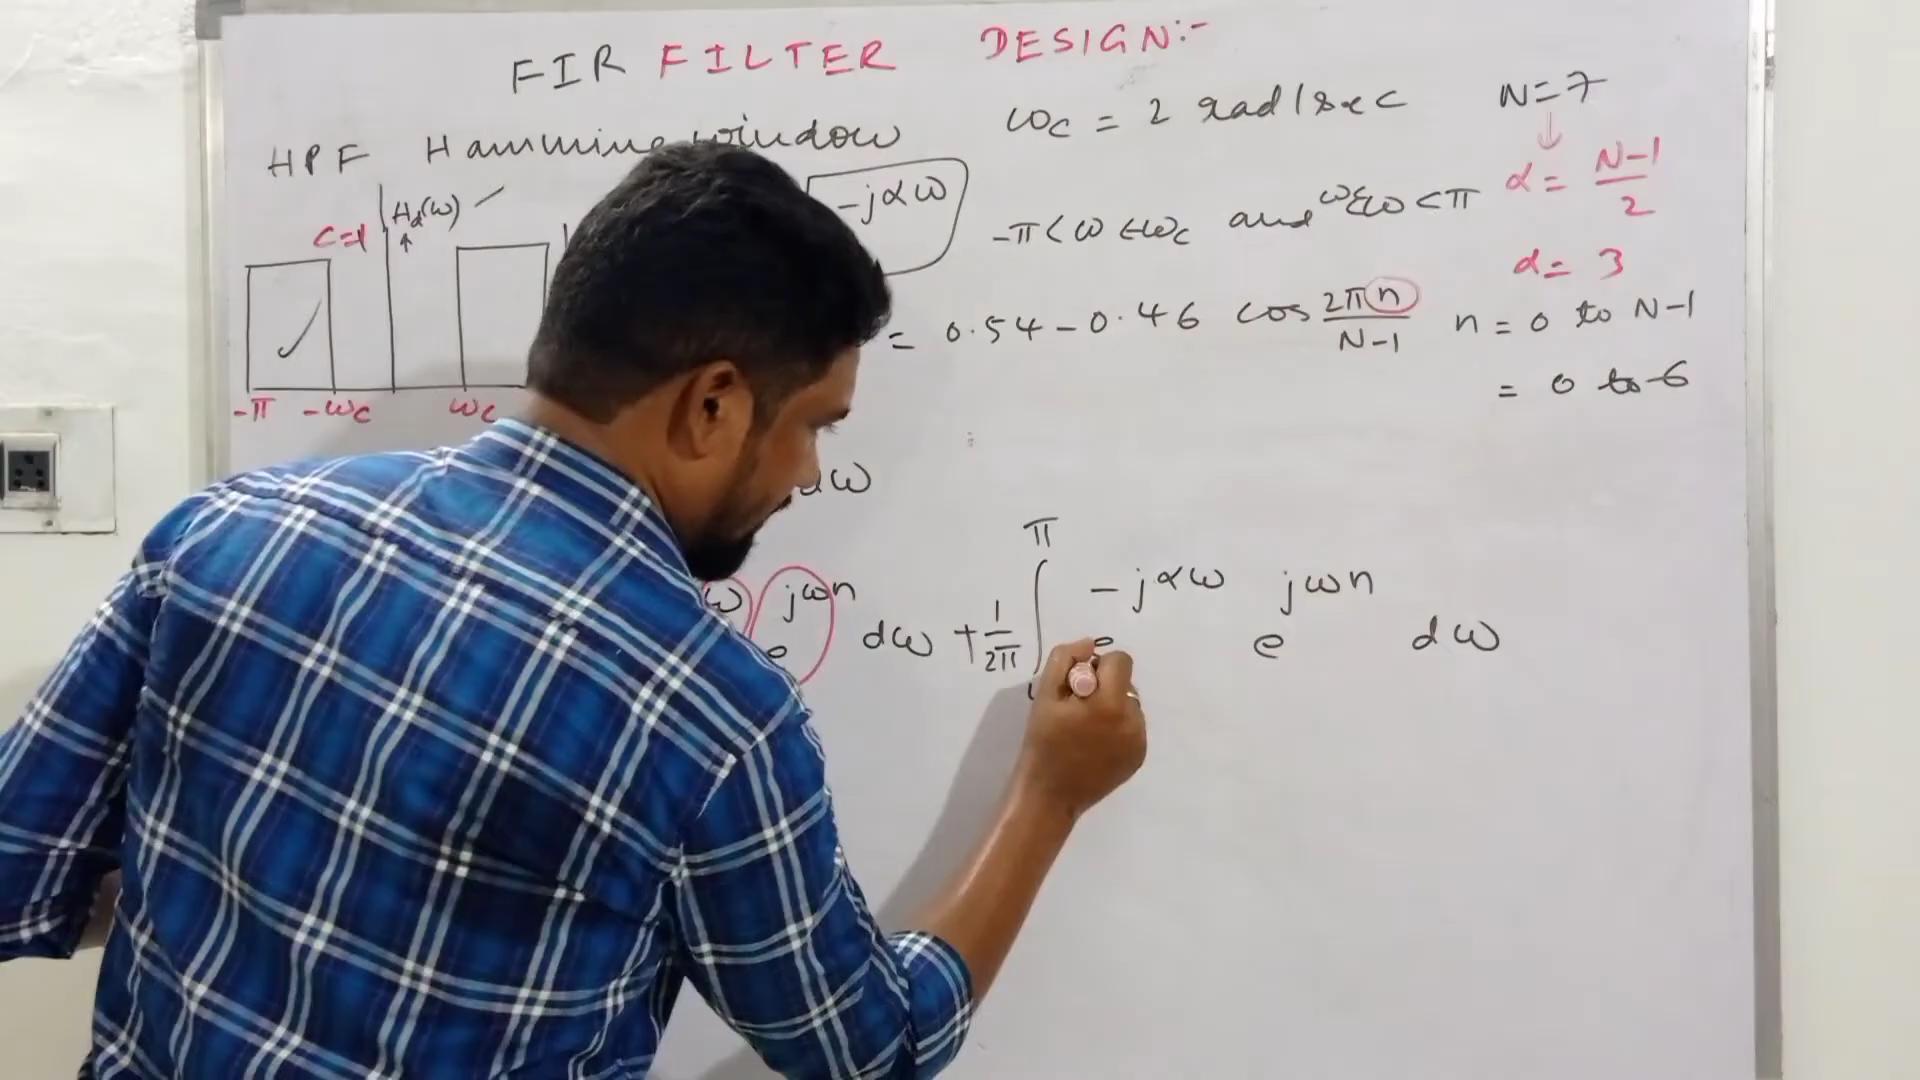 FIR FILTER DESIGN:-
HPF Hamming window ωc = 2 rad/sec N=7
Hd(ω) -jαω -π<ω<-ωc and ωc<ω<π α = N-1/2
C=1 α = 3
= 0.54-0.46 cos 2πn/N-1 n = 0 to N-1
= 0 to 6
-π -ωc ωc
dω
ω e^jωn dω + 1/2π ∫ π e^-jαω e^jωn dω